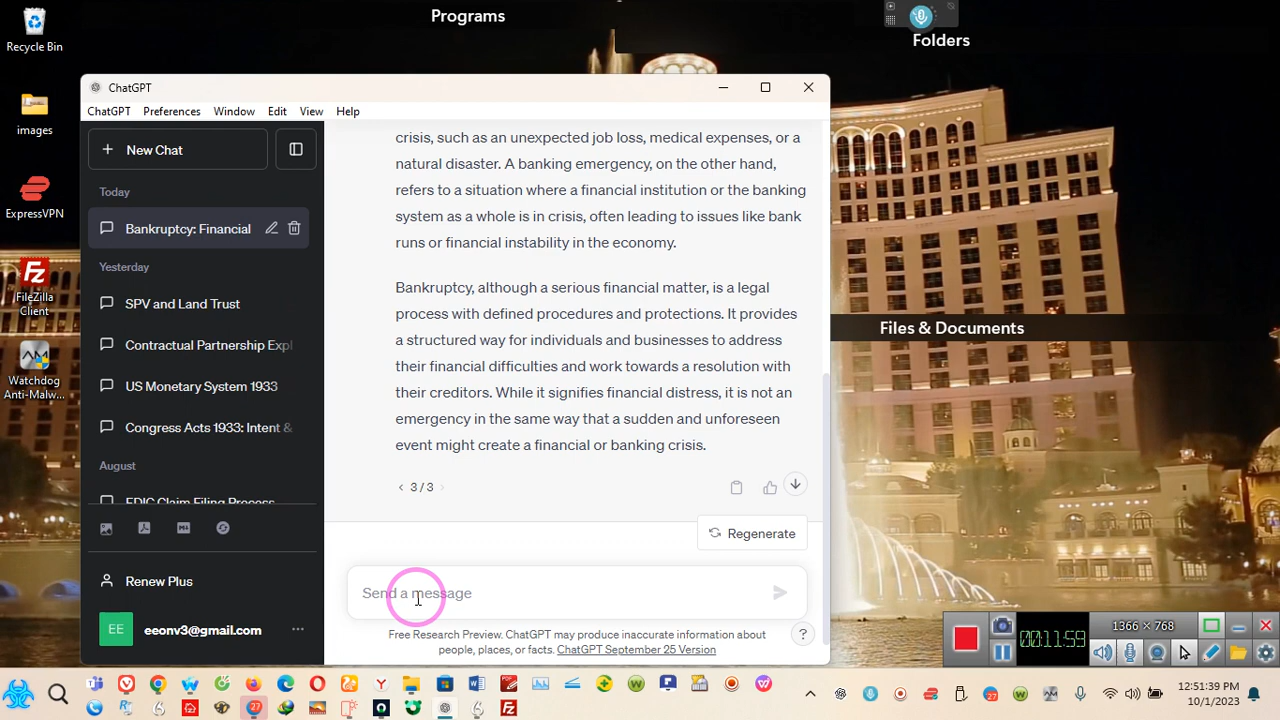 Programs
Folders
Recycle Bin
images
ExpressVPN
FileZilla
Client
Watchdog
Anti-Malw...
ChatGPT
ChatGPT Preferences Window Edit View Help
New Chat
Today
Bankruptcy: Financial
Yesterday
SPV and Land Trust
Contractual Partnership Expl
US Monetary System 1933
Congress Acts 1933: Intent &
August
FDIC Claim Filing Process
Renew Plus
EE eeonv3@gmail.com
crisis, such as an unexpected job loss, medical expenses, or a
natural disaster. A banking emergency, on the other hand,
refers to a situation where a financial institution or the banking
system as a whole is in crisis, often leading to issues like bank
runs or financial instability in the economy.
Bankruptcy, although a serious financial matter, is a legal
process with defined procedures and protections. It provides
a structured way for individuals and businesses to address
their financial difficulties and work towards a resolution with
their creditors. While it signifies financial distress, it is not an
emergency in the same way that a sudden and unforeseen
event might create a financial or banking crisis.
3 / 3
Regenerate
Send a message
Free Research Preview. ChatGPT may produce inaccurate information about
people, places, or facts. ChatGPT September 25 Version
?
Files & Documents
1366 × 768
00:11:59
12:51:39 PM
10/1/2023